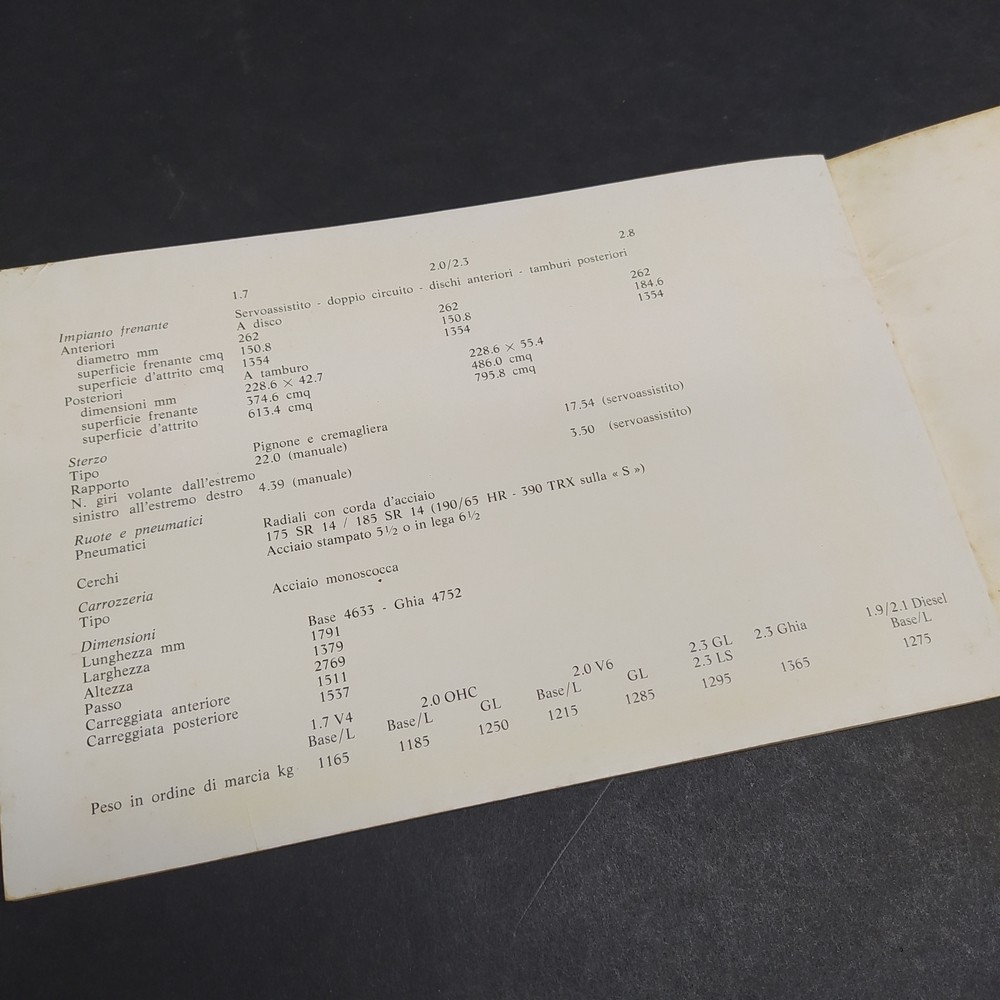 1.7 2.0/2.3 2.8
Impianto frenante Servoassistito - doppio circuito - dischi anteriori - tamburi posteriori
Anteriori A disco
diametro mm 262 262 262
superficie frenante cmq 150.8 150.8 184.6
superficie d'attrito cmq 1354 1354 1354
Posteriori A tamburo
dimensioni mm 228.6 × 42.7 228.6 × 55.4
superficie frenante 374.6 cmq 486.0 cmq
superficie d'attrito 613.4 cmq 795.8 cmq
Sterzo
Tipo Pignone e cremagliera
Rapporto 22.0 (manuale) 17.54 (servoassistito)
N. giri volante dall'estremo
sinistro all'estremo destro 4.39 (manuale) 3.50 (servoassistito)
Ruote e pneumatici
Pneumatici Radiali con corda d'acciaio
175 SR 14 / 185 SR 14 (190/65 HR - 390 TRX sulla « S »)
Cerchi Acciaio stampato 5½ o in lega 6½
Carrozzeria
Tipo Acciaio monoscocca
Dimensioni
Lunghezza mm Base 4633 - Ghia 4752
Larghezza 1791
Altezza 1379
Passo 2769
Carreggiata anteriore 1511
Carreggiata posteriore 1537
1.7 V4 2.0 OHC 2.0 V6 2.3 GL 2.3 Ghia 1.9/2.1 Diesel
Base/L Base/L GL Base/L GL 2.3 LS Base/L
Peso in ordine di marcia kg 1165 1185 1250 1215 1285 1295 1365 1275